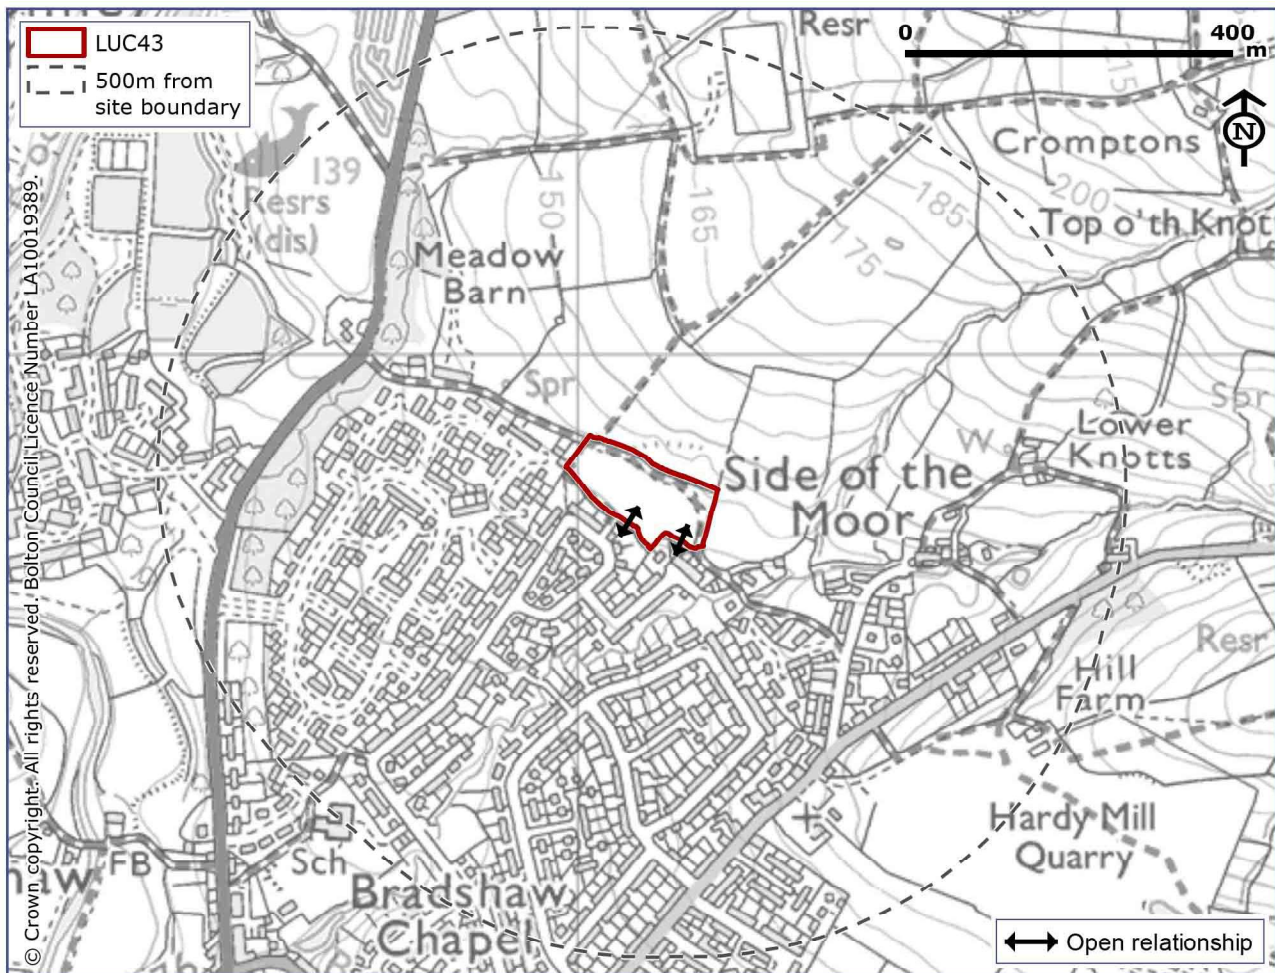 LUC43
500m from
site boundary
Resr
0 400
m
N
Cromptons
139
Resrs
(dis)
150
165
185
200
215
175
Top o'th Knot
Meadow
Barn
Spr
Spr
Lower
Knotts
W
Side of the
Moor
Resr
Hill
Farm
Hardy Mill
Quarry
FB
Sch
Bradshaw
Chapel
Open relationship
© Crown copyright. All rights reserved. Bolton Council Licence Number LA10019389.